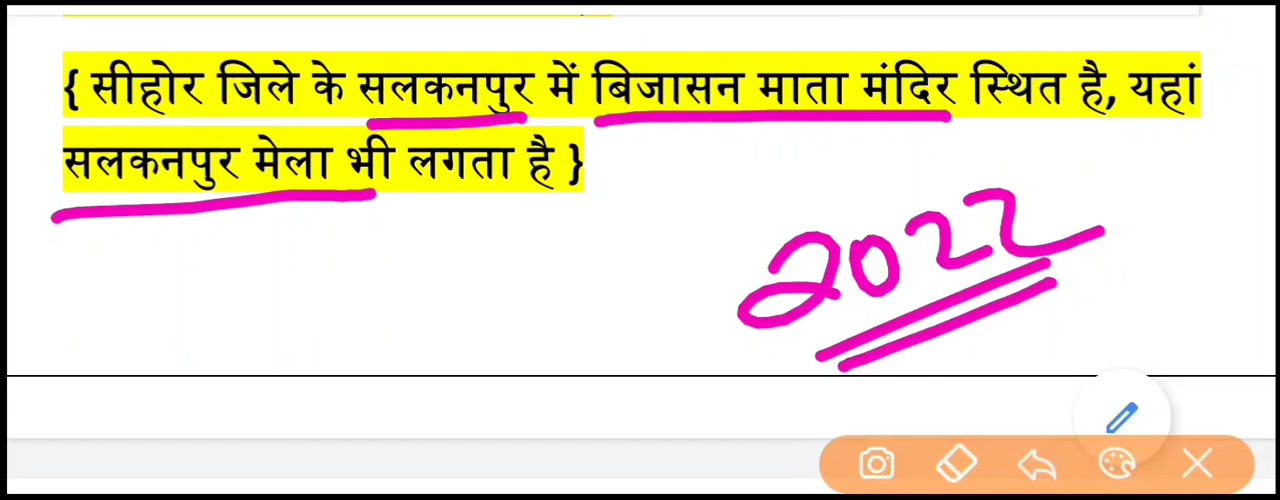 { सीहोर जिले के सलकनपुर में बिजासन माता मंदिर स्थित है, यहां
सलकनपुर मेला भी लगता है }
2022